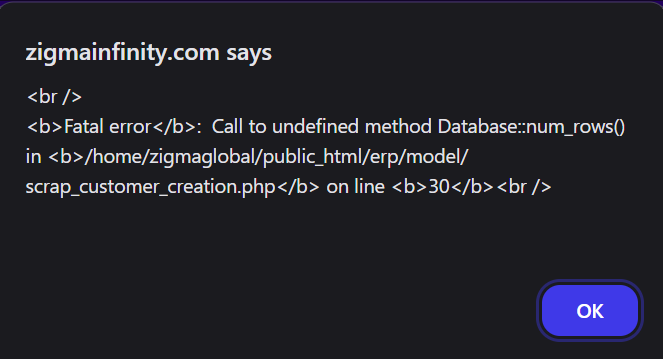 zigmainfinity.com says
<br />
<b>Fatal error</b>:  Call to undefined method Database::num_rows()
in <b>/home/zigmaglobal/public_html/erp/model/
scrap_customer_creation.php</b> on line <b>30</b><br />
OK